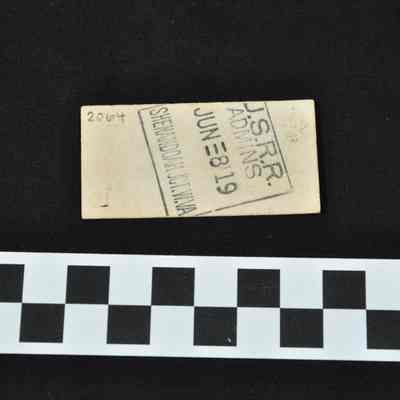 2064
U.S.R.R.
ADMINS
JUN 8 '19
SHENANDOAH JCT. W.VA